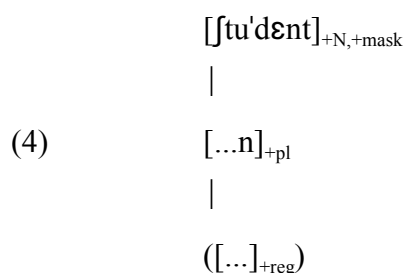 [ʃtu'dɛnt]+N,+mask
|
(4) [...n]+pl
|
([...]+reg)